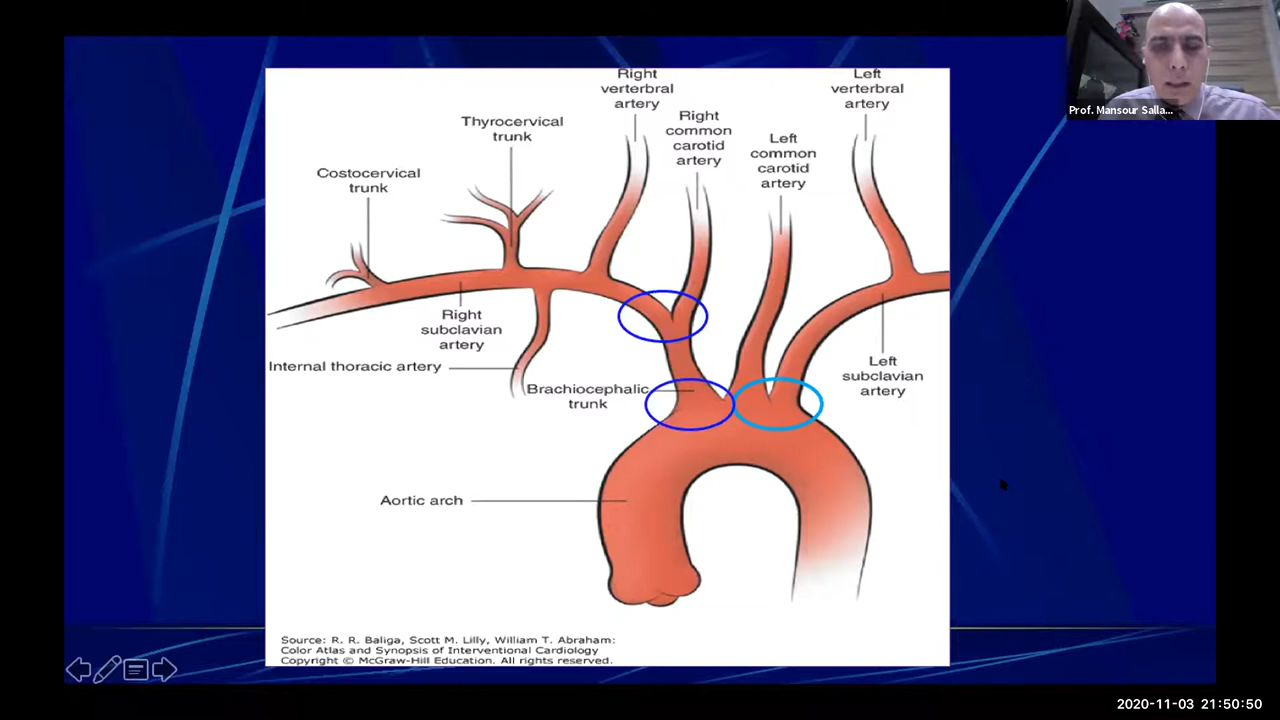 Prof. Mansour Salla...
Right
vertebral
artery
Left
vertebral
artery
Right
common
carotid
artery
Thyrocervical
trunk
Left
common
carotid
artery
Costocervical
trunk
Right
subclavian
artery
Internal thoracic artery
Left
subclavian
artery
Brachiocephalic
trunk
Aortic arch
Source: R. R. Baliga, Scott M. Lilly, William T. Abraham:
Color Atlas and Synopsis of Interventional Cardiology
Copyright © McGraw-Hill Education. All rights reserved.
2020-11-03 21:50:50